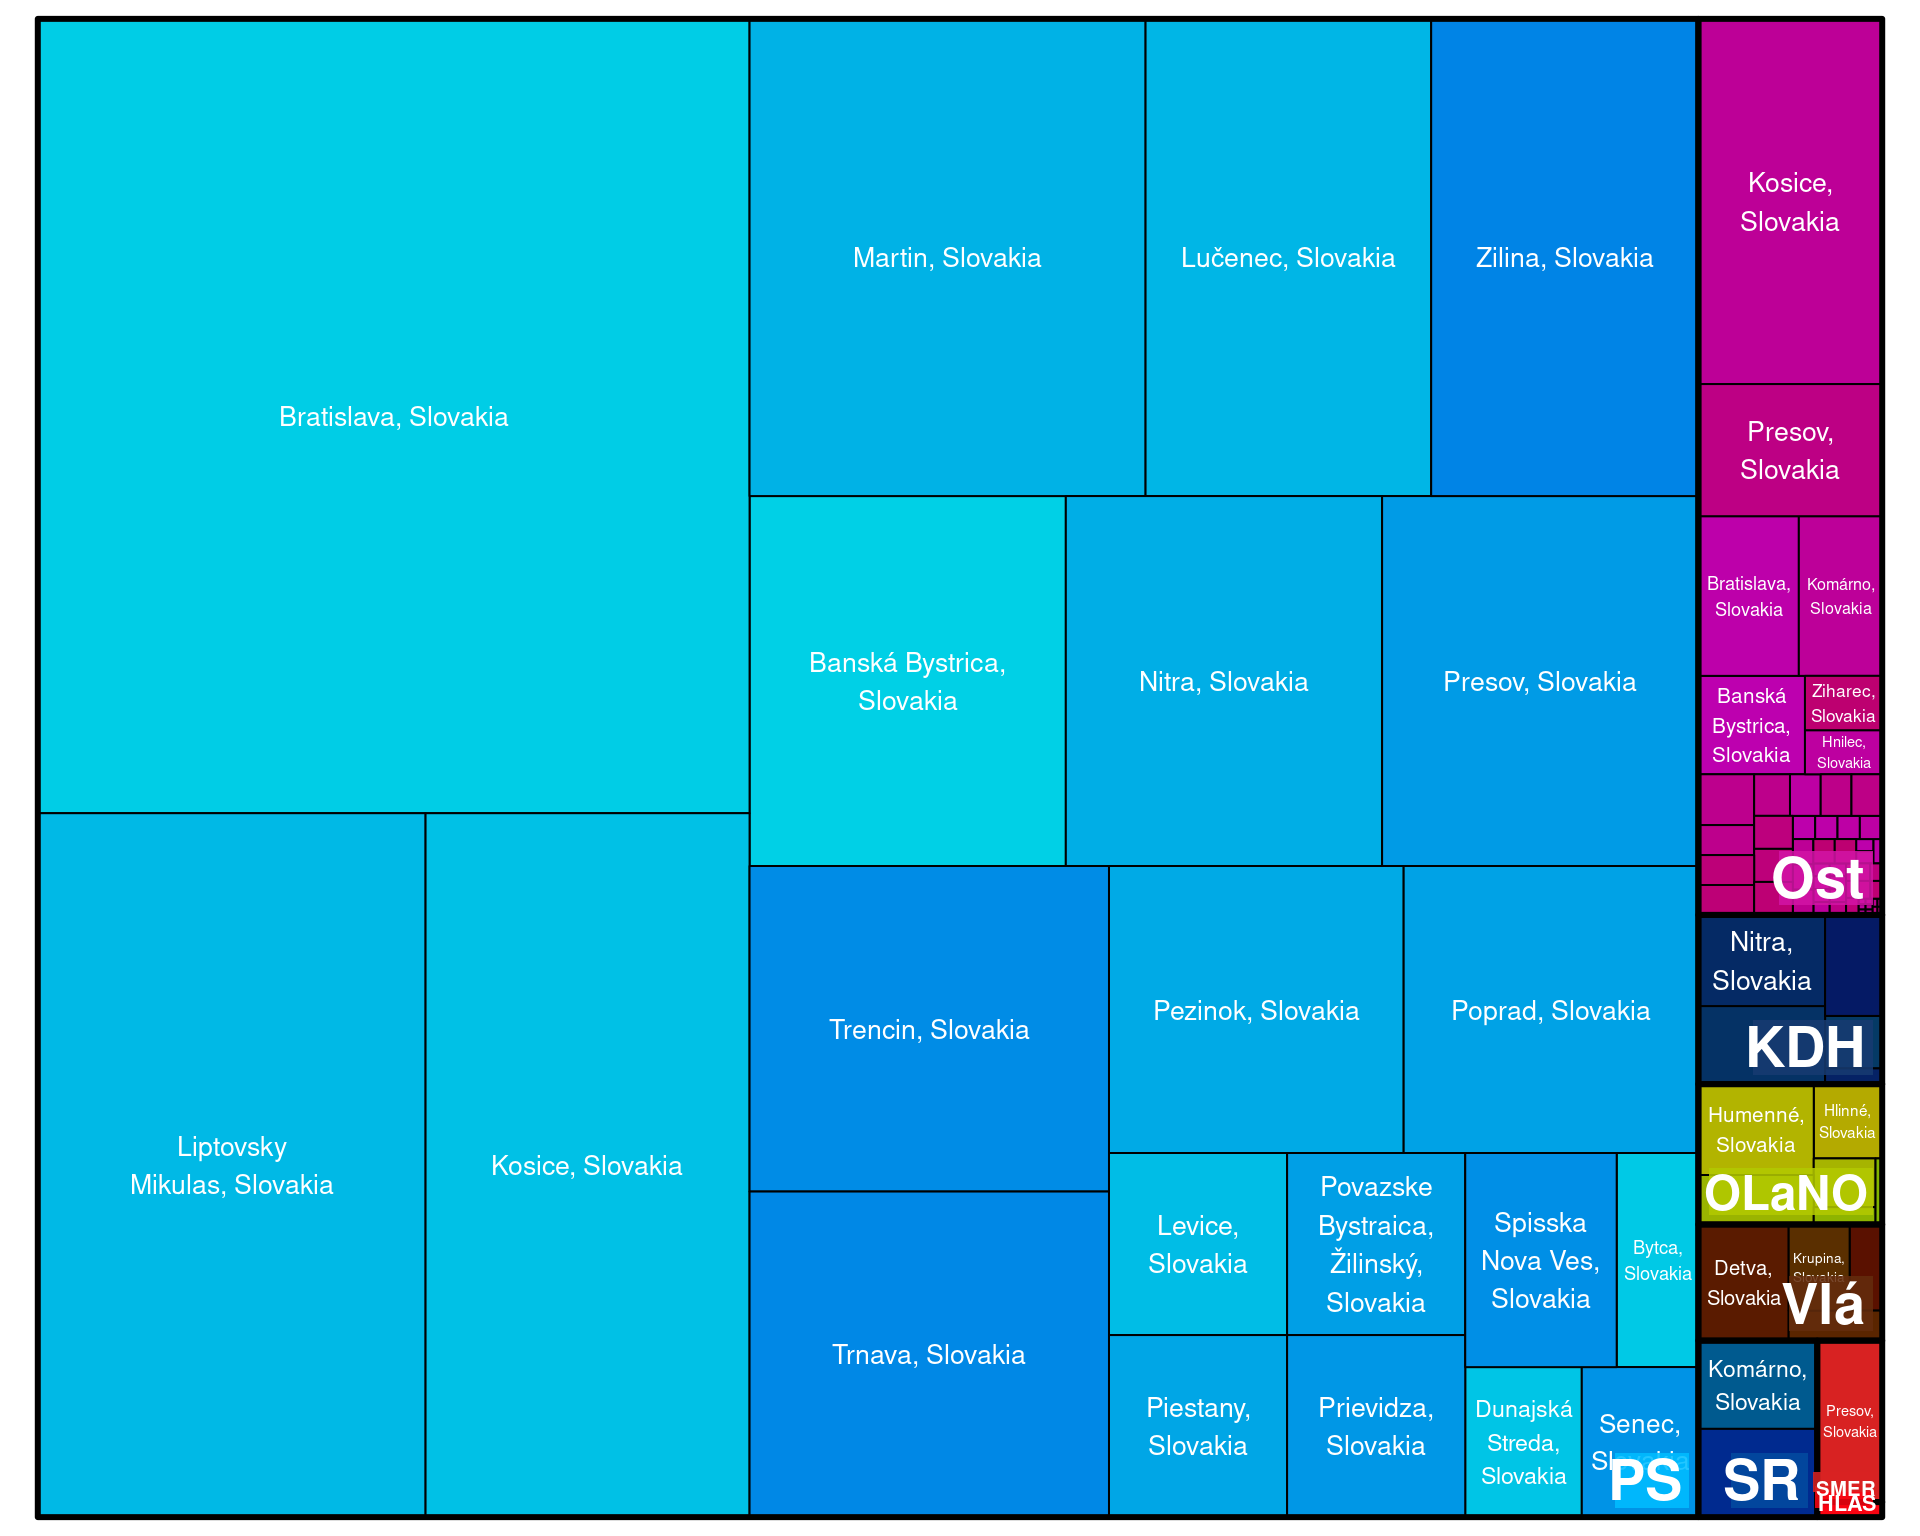 Bratislava, Slovakia
Martin, Slovakia
Lučenec, Slovakia
Zilina, Slovakia
Kosice,
Slovakia
Presov,
Slovakia
Bratislava,
Slovakia
Komárno,
Slovakia
Banská Bystrica,
Slovakia
Nitra, Slovakia
Presov, Slovakia
Banská
Bystrica,
Slovakia
Ziharec,
Slovakia
Hnilec,
Slovakia
Ost
Liptovsky
Mikulas, Slovakia
Kosice, Slovakia
Trencin, Slovakia
Pezinok, Slovakia
Poprad, Slovakia
Nitra,
Slovakia
KDH
Humenné,
Slovakia
Hlinné,
Slovakia
OLaNO
Trnava, Slovakia
Levice,
Slovakia
Povazske
Bystraica,
Žilinský,
Slovakia
Spisska
Nova Ves,
Slovakia
Bytca,
Slovakia
Detva,
Slovakia
Krupina,
Slovakia
Vlá
Piestany,
Slovakia
Prievidza,
Slovakia
Dunajská
Streda,
Slovakia
Senec,
Slovakia
PS
Komárno,
Slovakia
SR
Presov,
Slovakia
SMER
HLAS